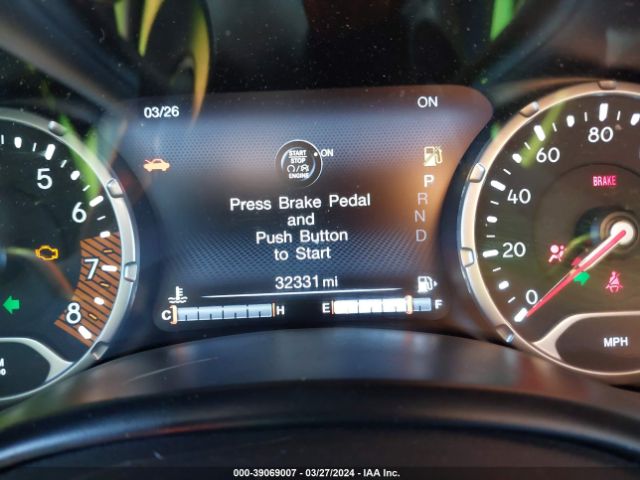 03/26
ON
START
STOP
ENGINE
ON
Press Brake Pedal
and
Push Button
to Start
P
R
N
D
32331 mi
C
H
E
F
5
6
7
8
80
60
40
20
0
BRAKE
MPH
000-39069007 - 03/27/2024 - IAA Inc.